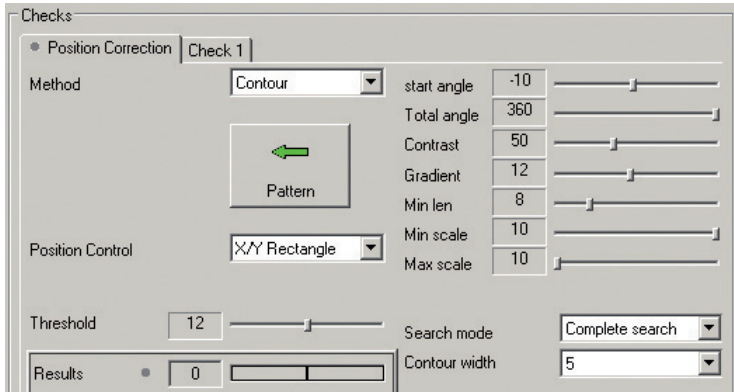 Checks
Position Correction Check 1
Method Contour
Pattern
Position Control X/Y Rectangle
Threshold 12
Results 0
start angle -10
Total angle 360
Contrast 50
Gradient 12
Min len 8
Min scale 10
Max scale 10
Search mode Complete search
Contour width 5